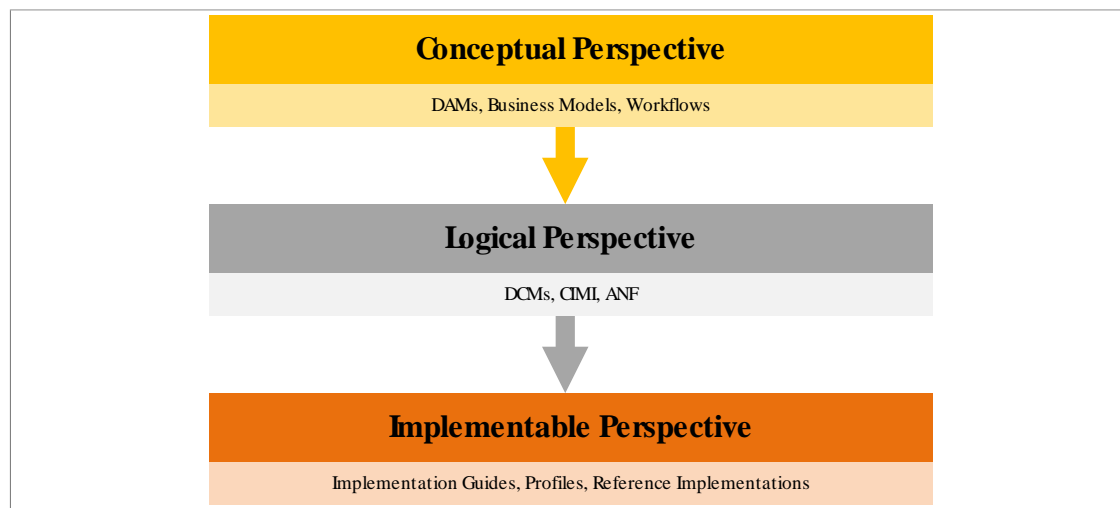 Conceptual Perspective
DAMs, Business Models, Workflows
Logical Perspective
DCMs, CIMI, ANF
Implementable Perspective
Implementation Guides, Profiles, Reference Implementations